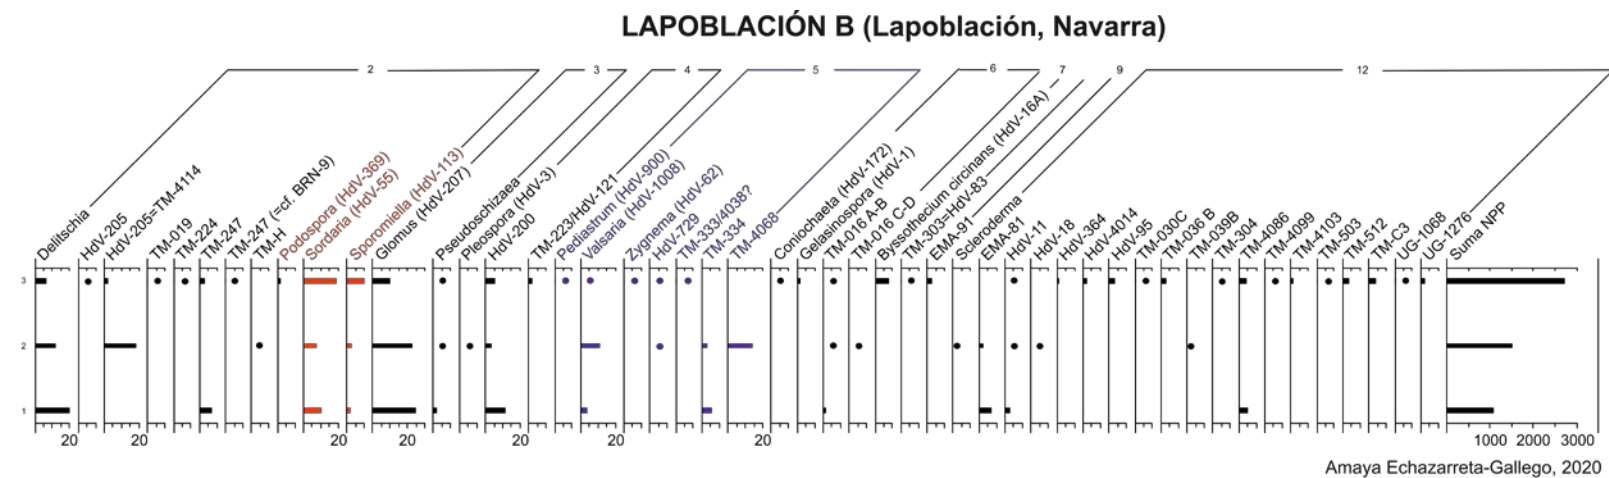 LAPOBLACIÓN B (Lapoblación, Navarra)
2 3 4 5 6 7 9 12
Delitschia
HdV-205
HdV-205=TM-4114
TM-019
TM-224
TM-247
TM-247 (=cf. BRN-9)
TM-H
Podospora (HdV-369)
Sordaria (HdV-55)
Sporormiella (HdV-113)
Glomus (HdV-207)
Pseudoschizaea
Pleospora (HdV-3)
HdV-200
TM-223/HdV-121
Pediastrum (HdV-900)
Valsaria (HdV-1008)
Zygnema (HdV-62)
HdV-729
TM-333/4038?
TM-334
TM-4068
Coniochaeta (HdV-172)
Gelasinospora (HdV-1)
TM-016 A-B
TM-016 C-D
Byssothecium circinans (HdV-16A)
TM-303=HdV-83
EMA-91
Scleroderma
EMA-81
HdV-11
HdV-18
HdV-364
HdV-4014
HdV-95
TM-030C
TM-036 B
TM-039B
TM-304
TM-4086
TM-4099
TM-4103
TM-503
TM-512
TM-C3
UG-1068
UG-1276
Suma NPP
3
2
1
20 20 20 20 20 20 1000 2000 3000
Amaya Echazarreta-Gallego, 2020